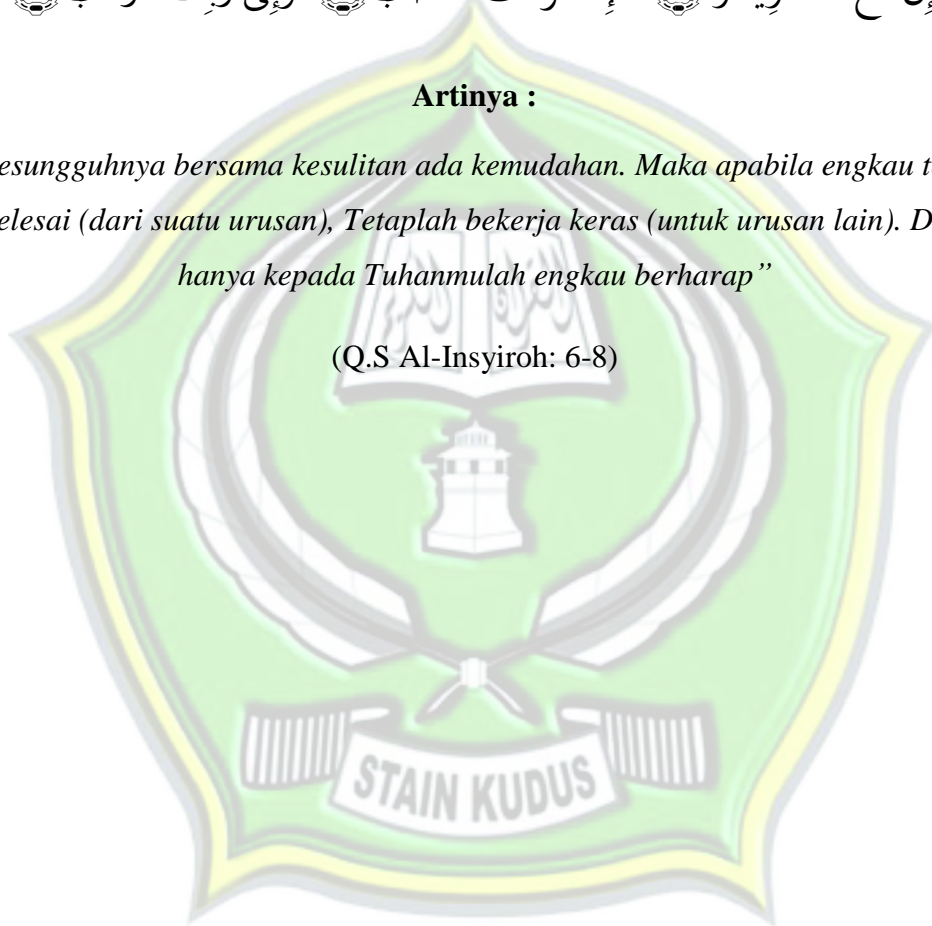 Artinya :
esungguhnya bersama kesulitan ada kemudahan. Maka apabila engkau t
elesai (dari suatu urusan), Tetaplah bekerja keras (untuk urusan lain). D
hanya kepada Tuhanmulah engkau berharap”
(Q.S Al-Insyiroh: 6-8)
STAIN KUDUS